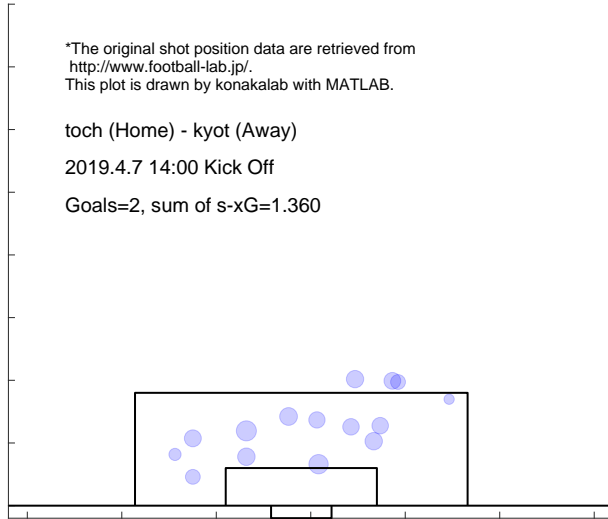 *The original shot position data are retrieved from
http://www.football-lab.jp/.
This plot is drawn by konakalab with MATLAB.
toch (Home) - kyot (Away)
2019.4.7 14:00 Kick Off
Goals=2, sum of s-xG=1.360